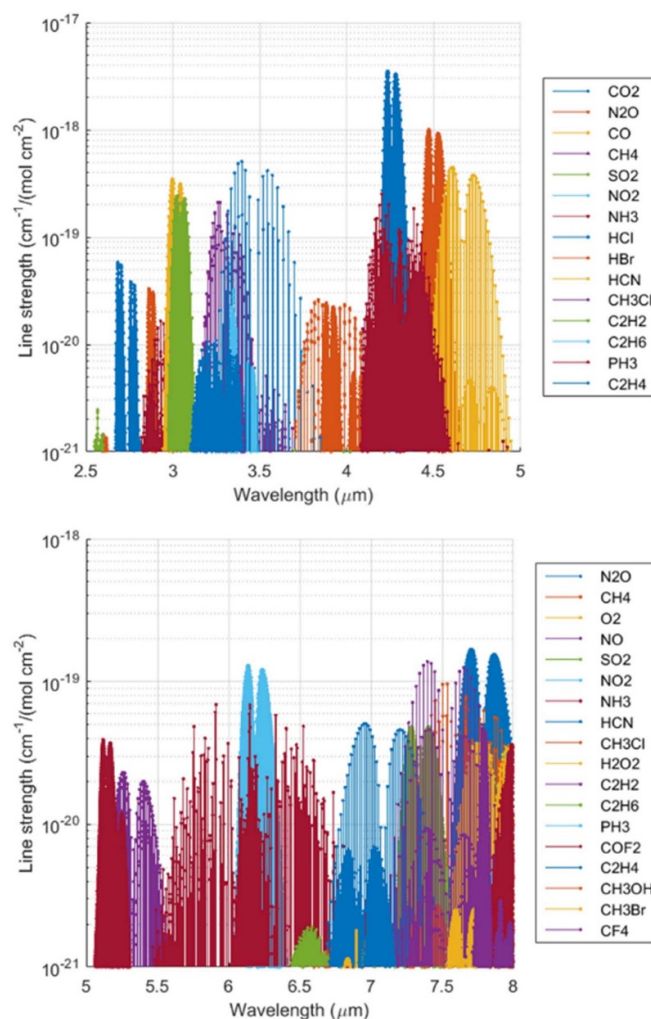 10-17
10-18
10-19
10-20
10-21
Line strength (cm-1/(mol cm-2)
2.5 3 3.5 4 4.5 5
Wavelength (μm)
CO2
N2O
CO
CH4
SO2
NO2
NH3
HCl
HBr
HCN
CH3Cl
C2H2
C2H6
PH3
C2H4
10-18
10-19
10-20
10-21
Line strength (cm-1/(mol cm-2)
5 5.5 6 6.5 7 7.5 8
Wavelength (μm)
N2O
CH4
O2
NO
SO2
NO2
NH3
HCN
CH3Cl
H2O2
C2H2
C2H6
PH3
COF2
C2H4
CH3OH
CH3Br
CF4